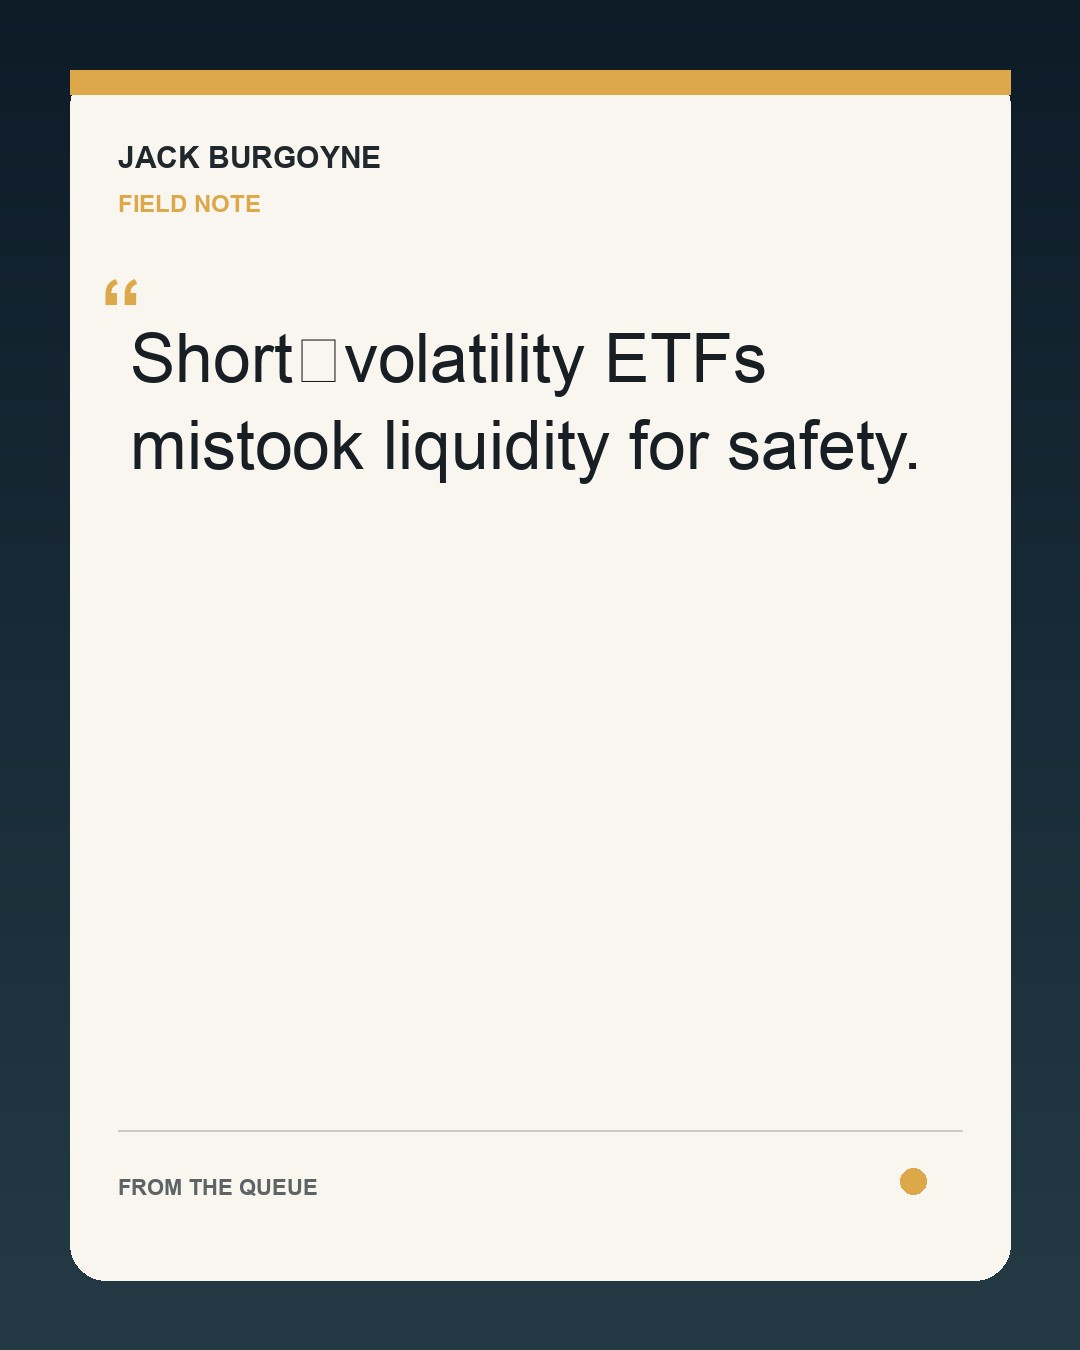 JACK BURGOYNE
FIELD NOTE
“
Short□volatility ETFs
mistook liquidity for safety.
FROM THE QUEUE